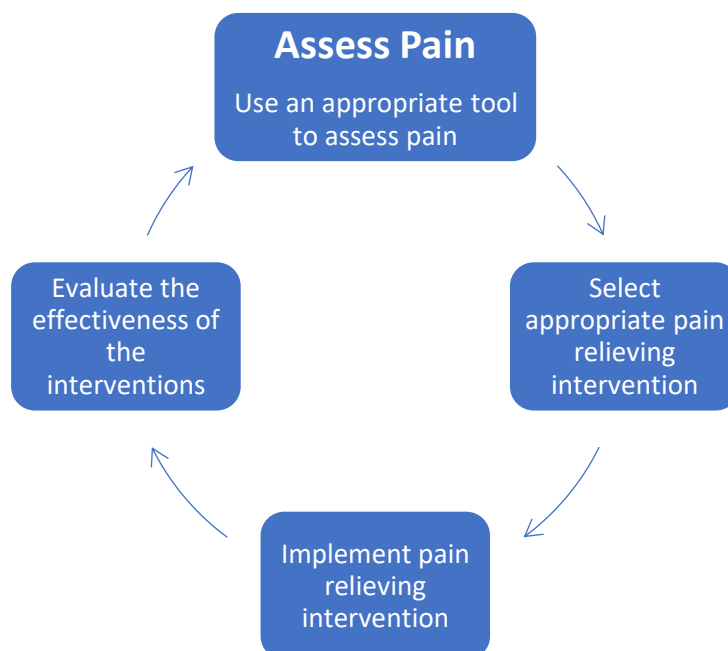 Assess Pain
Use an appropriate tool
to assess pain
Select
appropriate pain
relieving
intervention
Implement pain
relieving
intervention
Evaluate the
effectiveness of
the
interventions